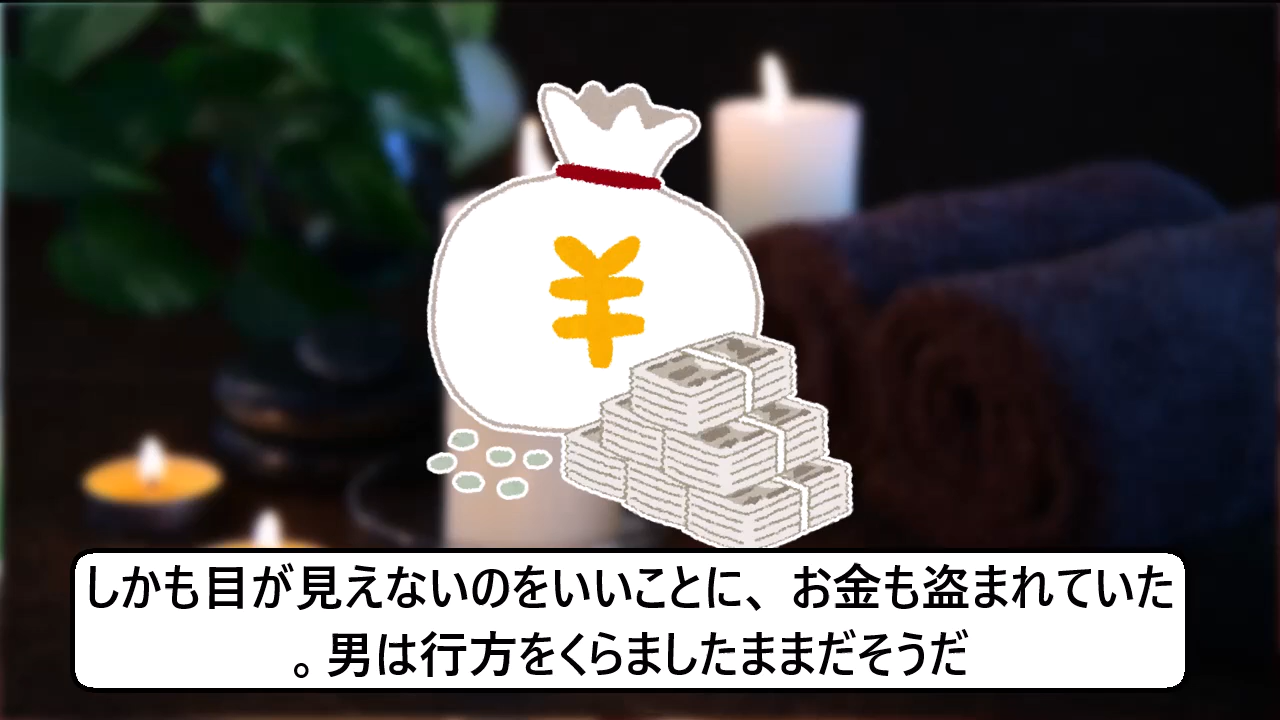 ¥
しかも目が見えないのをいいことに、お金も盗まれていた
。男は行方をくらましたままだそうだ